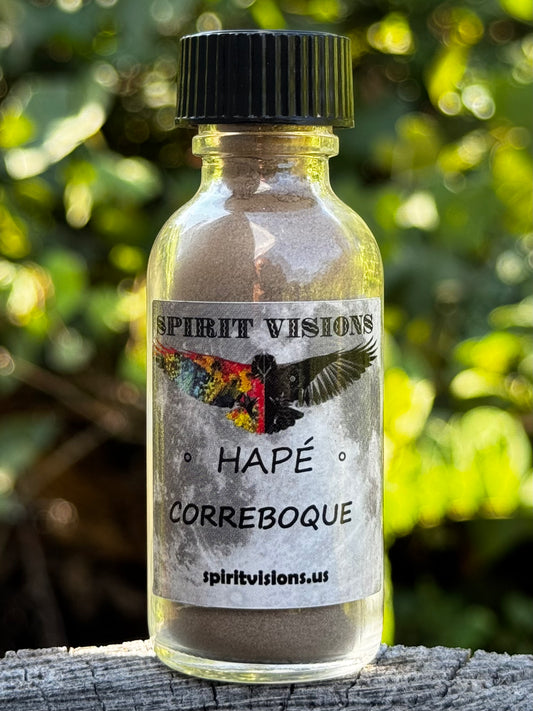 SPIRIT VISIONS
° HAPÉ °
CORREBOQUE
spiritvisions.us